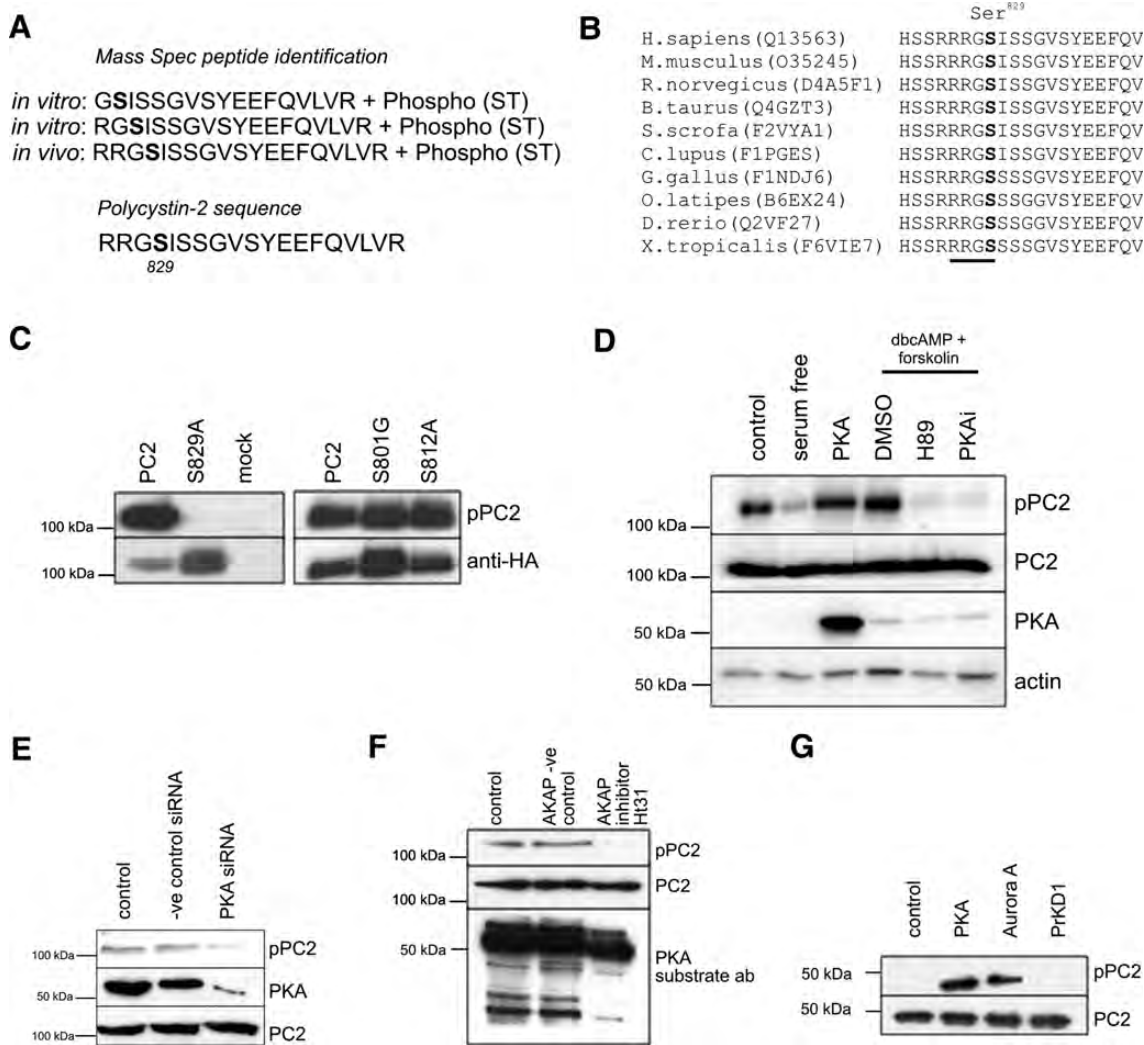 A
Mass Spec peptide identification
in vitro: GSISSGVSYEEFQVLVR + Phospho (ST)
in vitro: RGSISSGVSYEEFQVLVR + Phospho (ST)
in vivo: RRGSISSGVSYEEFQVLVR + Phospho (ST)
Polycystin-2 sequence
RRGSISSGVSYEEFQVLVR
829
B
Ser829
H.sapiens(Q13563) HSSRRRGSISSGVSYEEFQV
M.musculus(O35245) HSSRRRGSISSGVSYEEFQV
R.norvegicus(D4A5F1) HSSRRRGSISSGVSYEEFQV
B.taurus(Q4GZT3) HSSRRRGSISSGVSYEEFQV
S.scrofa(F2VYA1) HSSRRRGSISSGVSYEEFQV
C.lupus(F1PGES) HSSRRRGSISSGVSYEEFQV
G.gallus(F1NDJ6) HSSRRRGSISSGVSYEEFQV
O.latipes(B6EX24) HSSRRRGSISSGVSYEEFQV
D.rerio(Q2VF27) HSSRRRGSSSSGVSYEEFQV
X.tropicalis(F6VIE7) HSSRRRGSSSGVSYEEFQV
C
PC2
S829A
mock
PC2
S801G
S812A
100 kDa
pPC2
100 kDa
anti-HA
D
dbcAMP +
forskolin
control
serum free
PKA
DMSO
H89
PKAi
100 kDa
pPC2
100 kDa
PC2
50 kDa
PKA
50 kDa
actin
E
control
-ve control siRNA
PKA siRNA
100 kDa
pPC2
50 kDa
PKA
100 kDa
PC2
F
control
AKAP -ve
control
AKAP
inhibitor
Ht31
100 kDa
pPC2
100 kDa
PC2
50 kDa
PKA
substrate ab
G
control
PKA
Aurora A
PrKD1
50 kDa
pPC2
50 kDa
PC2